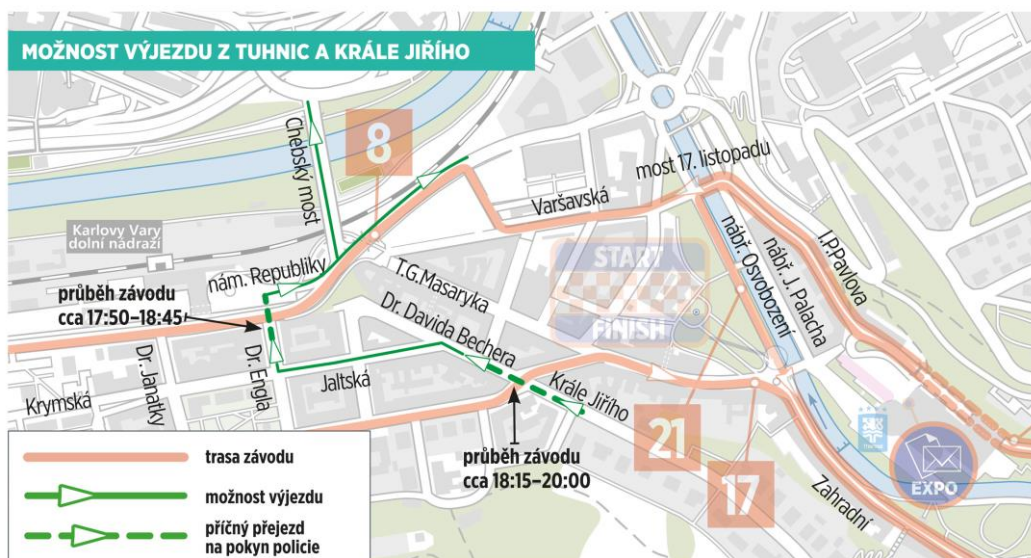 MOŽNOST VÝJEZDU Z TUHNIC A KRÁLE JIŘÍHO
Chebský most
8
most 17. listopadu
Varšavská
Karlovy Vary
dolní nádraží
nám. Republiky
T.G.Masaryka
START
FINISH
nábř. Osvobození
nábř. J. Palacha
I.P.Pavlova
průběh závodu
cca 17:50–18:45
Dr. Davida Bechera
Dr. Janatky
Dr. Engla
Jaltská
Krymská
Krále Jiřího
průběh závodu
cca 18:15–20:00
21
17
Zahradní
EXPO
trasa závodu
možnost výjezdu
příčný přejezd
na pokyn policie